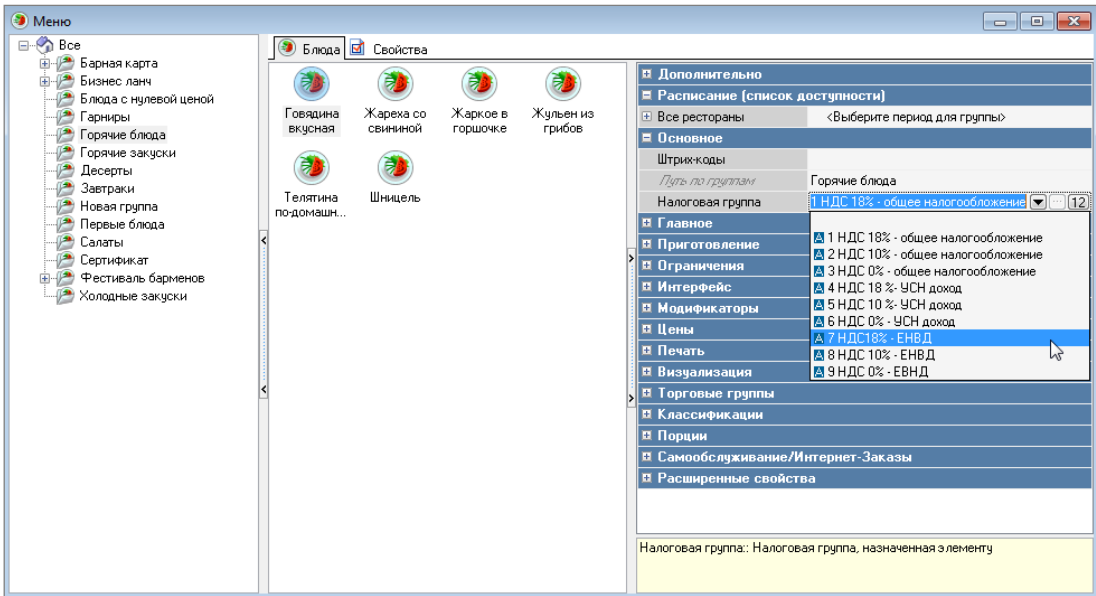 Меню
Все
Барная карта
Бизнес ланч
Блюда с нулевой ценой
Гарниры
Горячие блюда
Горячие закуски
Десерты
Завтраки
Новая группа
Первые блюда
Салаты
Сертификат
Фестиваль барменов
Холодные закуски
Блюда
Свойства
Говядина вкусная
Жареха со свининой
Жаркое в горшочке
Жульен из грибов
Телятина по-домашн...
Шницель
Дополнительно
Расписание (список доступности)
Все рестораны <Выберите период для группы>
Основное
Штрих-коды
Путь по группам Горячие блюда
Налоговая группа 1 НДС 18% - общее налогообложение 12
Главное
Приготовление
Ограничения
Интерфейс
Модификаторы
Цены
Печать
Визуализация
Торговые группы
Классификации
Порции
Самообслуживание/Интернет-Заказы
Расширенные свойства
A 1 НДС 18% - общее налогообложение
A 2 НДС 10% - общее налогообложение
A 3 НДС 0% - общее налогообложение
A 4 НДС 18 %- УСН доход
A 5 НДС 10 %- УСН доход
A 6 НДС 0% - УСН доход
A 7 НДС18% - ЕНВД
A 8 НДС 10% - ЕНВД
A 9 НДС 0% - ЕВНД
Налоговая группа:: Налоговая группа, назначенная элементу